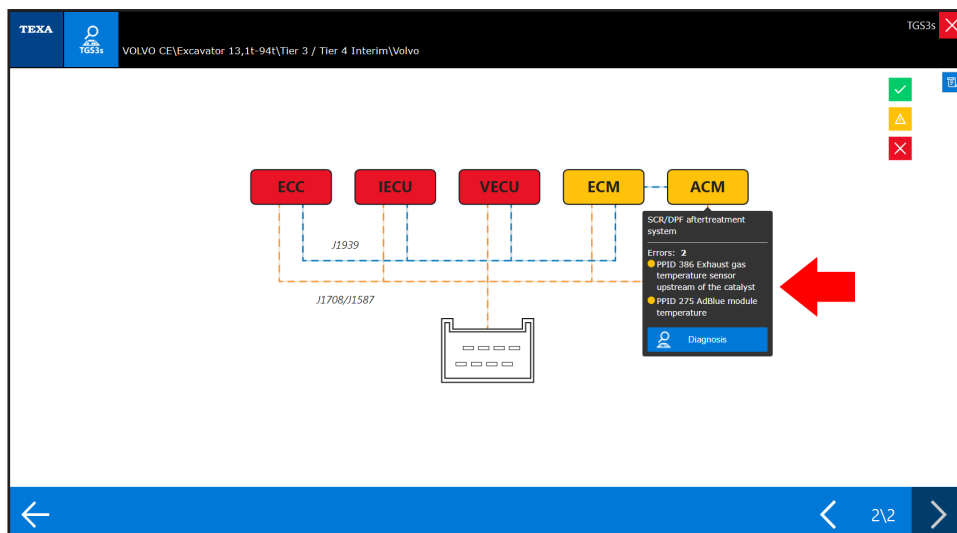 TEXA
TGS3s
VOLVO CE\Excavator 13,1t-94t\Tier 3 / Tier 4 Interim\Volvo
TGS3s
ECC
IECU
VECU
ECM
ACM
SCR/DPF aftertreatment
system
Errors: 2
PPID 386 Exhaust gas
temperature sensor
upstream of the catalyst
PPID 275 AdBlue module
temperature
Diagnosis
J1939
J1708/J1587
2\2